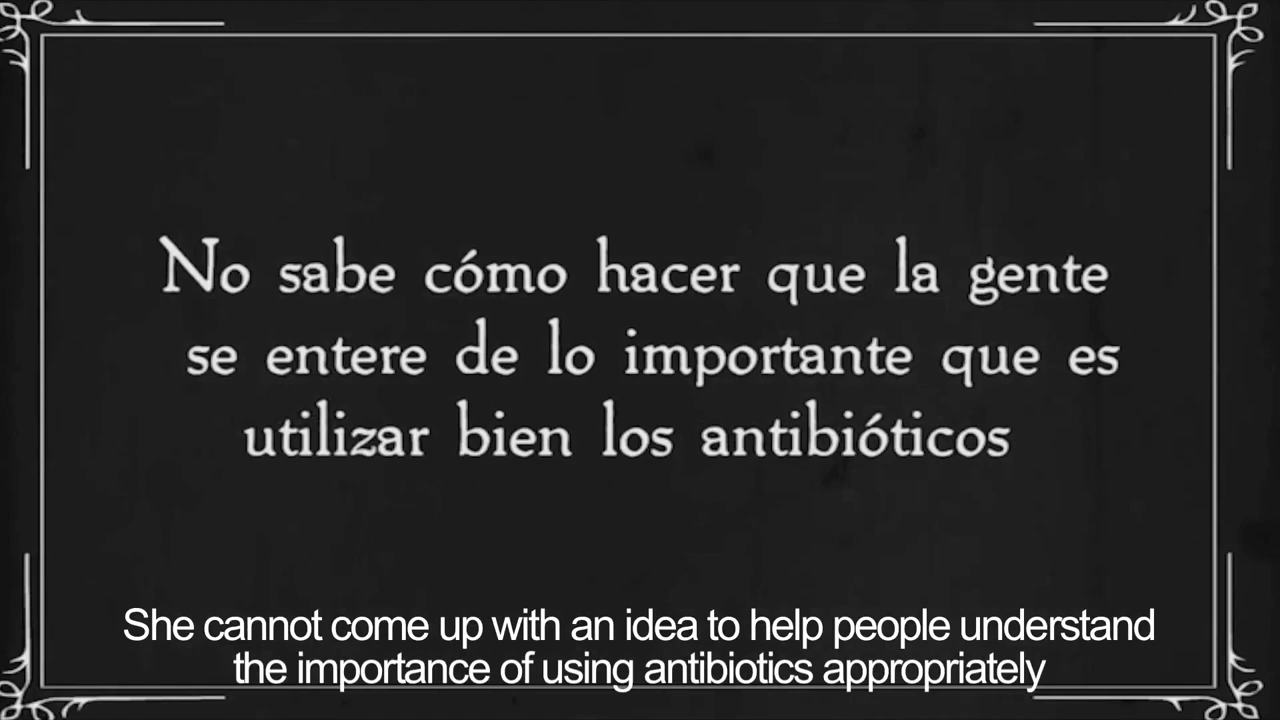 No sabe cómo hacer que la gente
se entere de lo importante que es
utilizar bien los antibióticos
She cannot come up with an idea to help people understand
the importance of using antibiotics appropriately